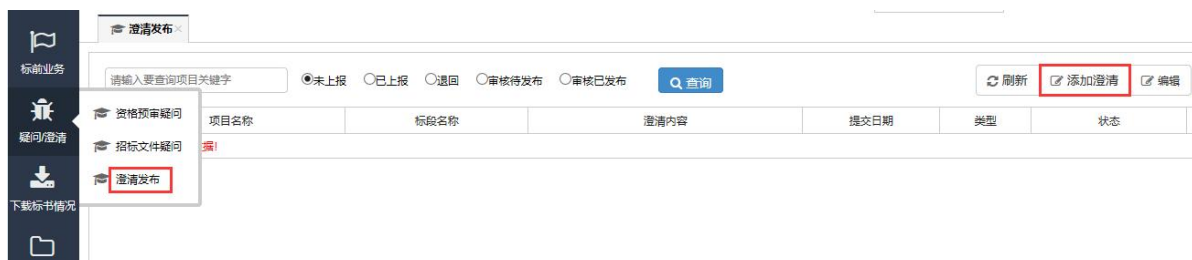 标前业务
疑问/澄清
下载标书情况
澄清发布
请输入要查询项目关键字 未上报 已上报 退回 审核待发布 审核已发布 查询 刷新 添加澄清 编辑
项目名称 标段名称 澄清内容 提交日期 类型 状态
据!
资格预审疑问
招标文件疑问
澄清发布